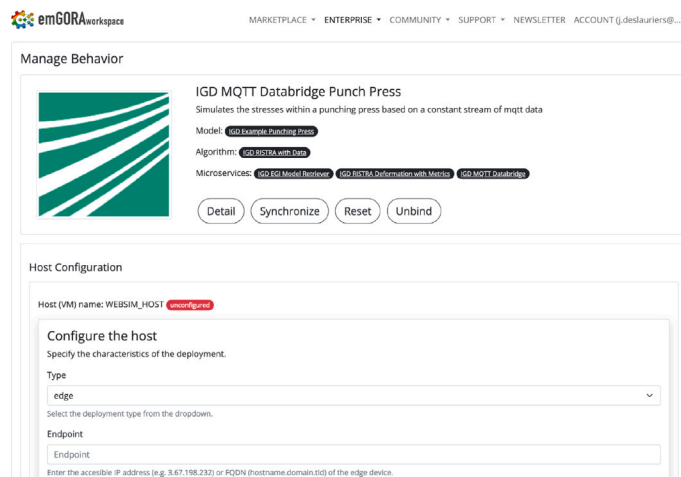 emGORAworkspace
MARKETPLACE ENTERPRISE COMMUNITY SUPPORT NEWSLETTER ACCOUNT (j.deslauriers@...
Manage Behavior
IGD MQTT Databridge Punch Press
Simulates the stresses within a punching press based on a constant stream of mqtt data
Model: IGD Example Punching Press
Algorithm: IGD RISTRA with Data
Microservices: IGD EGI Model Retriever IGD RISTRA Deformation with Metrics IGD MQTT Databridge
Detail Synchronize Reset Unbind
Host Configuration
Host (VM) name: WEBSIM_HOST unconfigured
Configure the host
Specify the characteristics of the deployment.
Type
edge
Select the deployment type from the dropdown.
Endpoint
Endpoint
Enter the accesible IP address (e.g. 3.67.198.232) or FQDN (hostname.domain.tld) of the edge device.